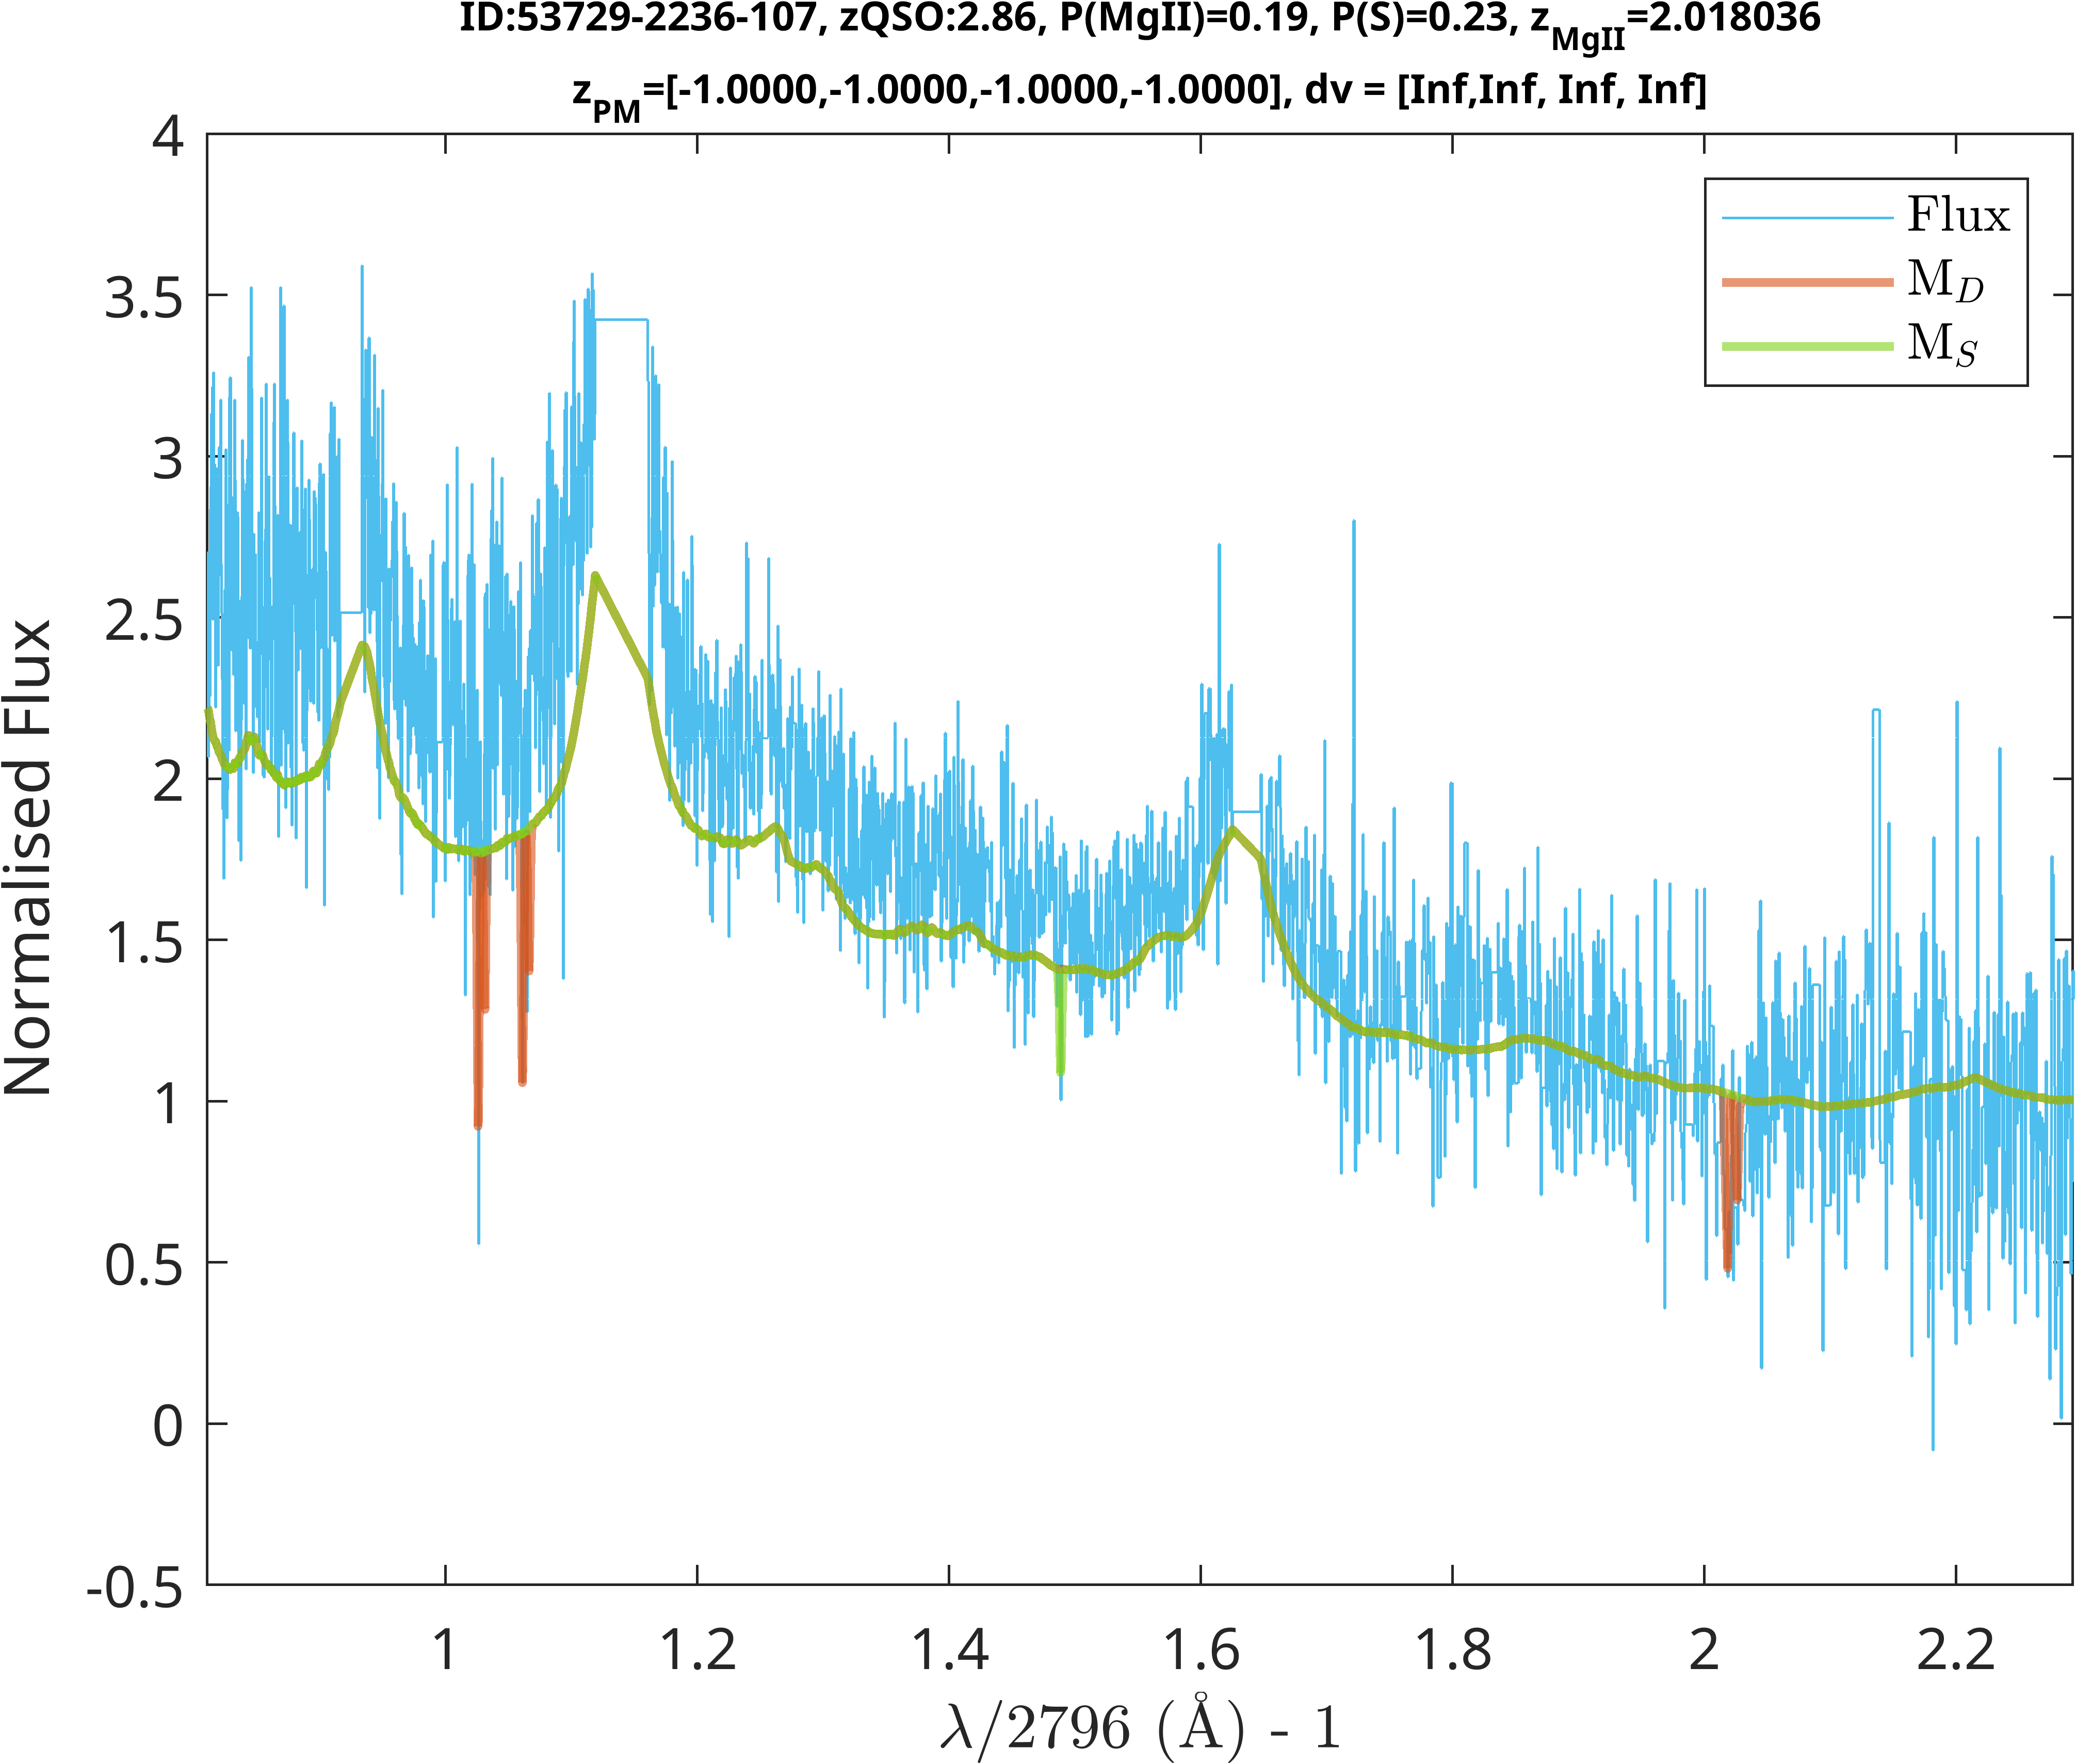 ID:53729-2236-107, zQSO:2.86, P(MgII)=0.19, P(S)=0.23, zMgII=2.018036
zPM=[-1.0000,-1.0000,-1.0000,-1.0000], dv = [Inf,Inf, Inf, Inf]
4
3.5
3
2.5
2
1.5
1
0.5
0
-0.5
Normalised Flux
Flux
MD
MS
1
1.2
1.4
1.6
1.8
2
2.2
λ/2796 (Å) - 1